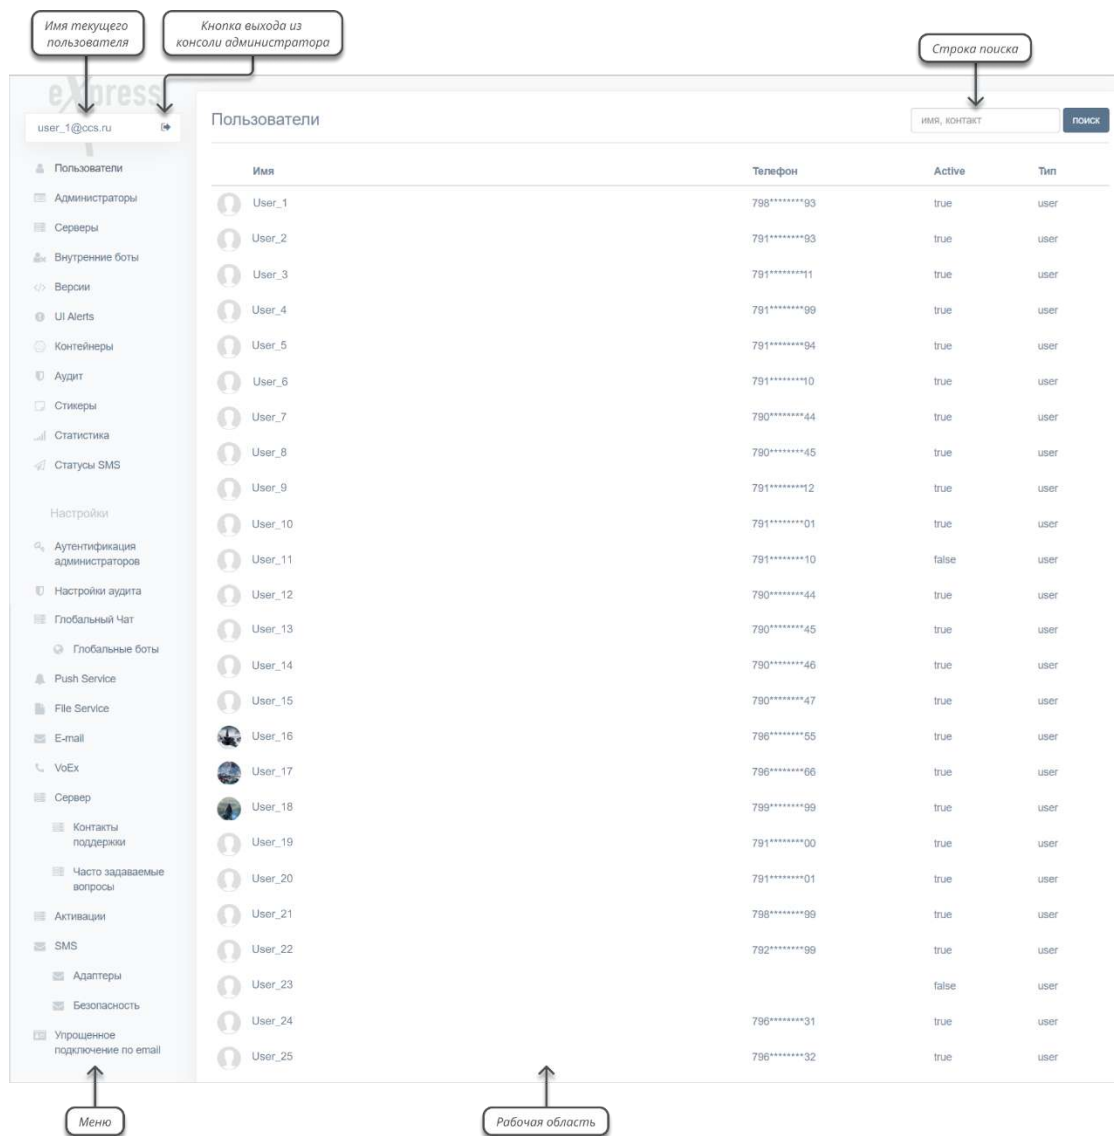 Имя текущего
пользователя
Кнопка выхода из
консоли администратора
Строка поиска
eXpress
user_1@ccs.ru
Пользователи
Администраторы
Серверы
Внутренние боты
Версии
UI Alerts
Контейнеры
Аудит
Стикеры
Статистика
Статусы SMS
Настройки
Аутентификация
администраторов
Настройки аудита
Глобальный Чат
Глобальные боты
Push Service
File Service
E-mail
VoEx
Сервер
Контакты
поддержки
Часто задаваемые
вопросы
Активации
SMS
Адаптеры
Безопасность
Упрощенное
подключение по email
Пользователи
имя, контакт
поиск
Имя Телефон Active Тип
User_1 798********93 true user
User_2 791********93 true user
User_3 791********11 true user
User_4 791********99 true user
User_5 791********94 true user
User_6 791********10 true user
User_7 790********44 true user
User_8 790********45 true user
User_9 791********12 true user
User_10 791********01 true user
User_11 791********10 false user
User_12 790********44 true user
User_13 790********45 true user
User_14 790********46 true user
User_15 790********47 true user
User_16 796********55 true user
User_17 796********66 true user
User_18 799********99 true user
User_19 791********00 true user
User_20 791********01 true user
User_21 798********99 true user
User_22 792********99 true user
User_23 false user
User_24 796********31 true user
User_25 796********32 true user
Меню
Рабочая область